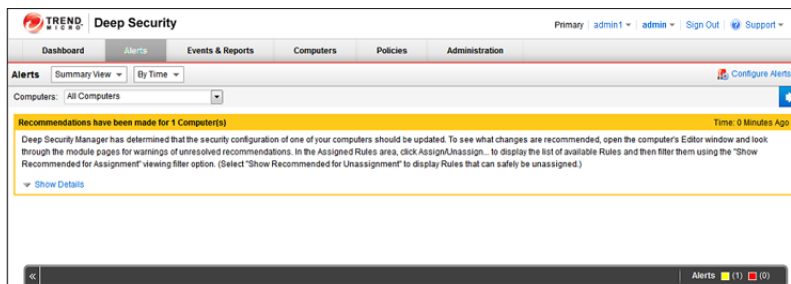 TREND MICRO Deep Security
Primary admin1 admin Sign Out Support
Dashboard Alerts Events & Reports Computers Policies Administration
Alerts Summary View By Time Configure Alerts
Computers: All Computers
Recommendations have been made for 1 Computer(s) Time: 0 Minutes Ago
Deep Security Manager has determined that the security configuration of one of your computers should be updated. To see what changes are recommended, open the computer's Editor window and look
through the module pages for warnings of unresolved recommendations. In the Assigned Rules area, click Assign/Unassign... to display the list of available Rules and then filter them using the "Show
Recommended for Assignment" viewing filter option. (Select "Show Recommended for Unassignment" to display Rules that can safely be unassigned.)
Show Details
« Alerts (1) (0)